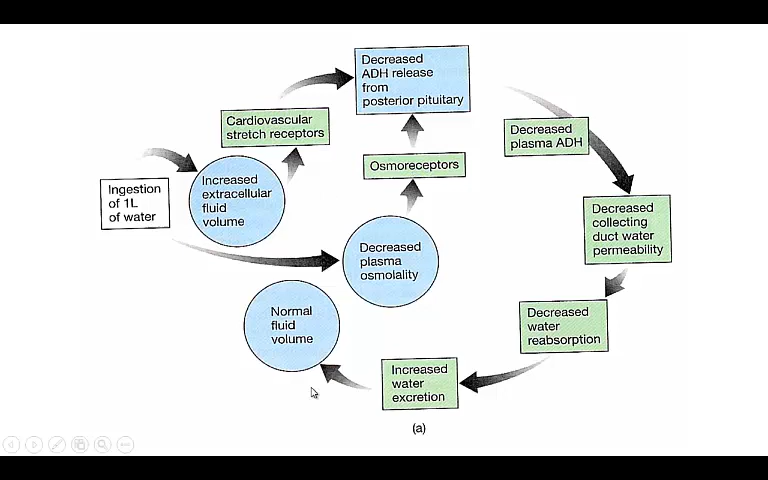 Decreased
ADH release
from
posterior pituitary
Cardiovascular
stretch receptors
Decreased
plasma ADH
Osmoreceptors
Ingestion
of 1L
of water
Increased
extracellular
fluid
volume
Decreased
collecting
duct water
permeability
Decreased
plasma
osmolality
Normal
fluid
volume
Decreased
water
reabsorption
Increased
water
excretion
(a)